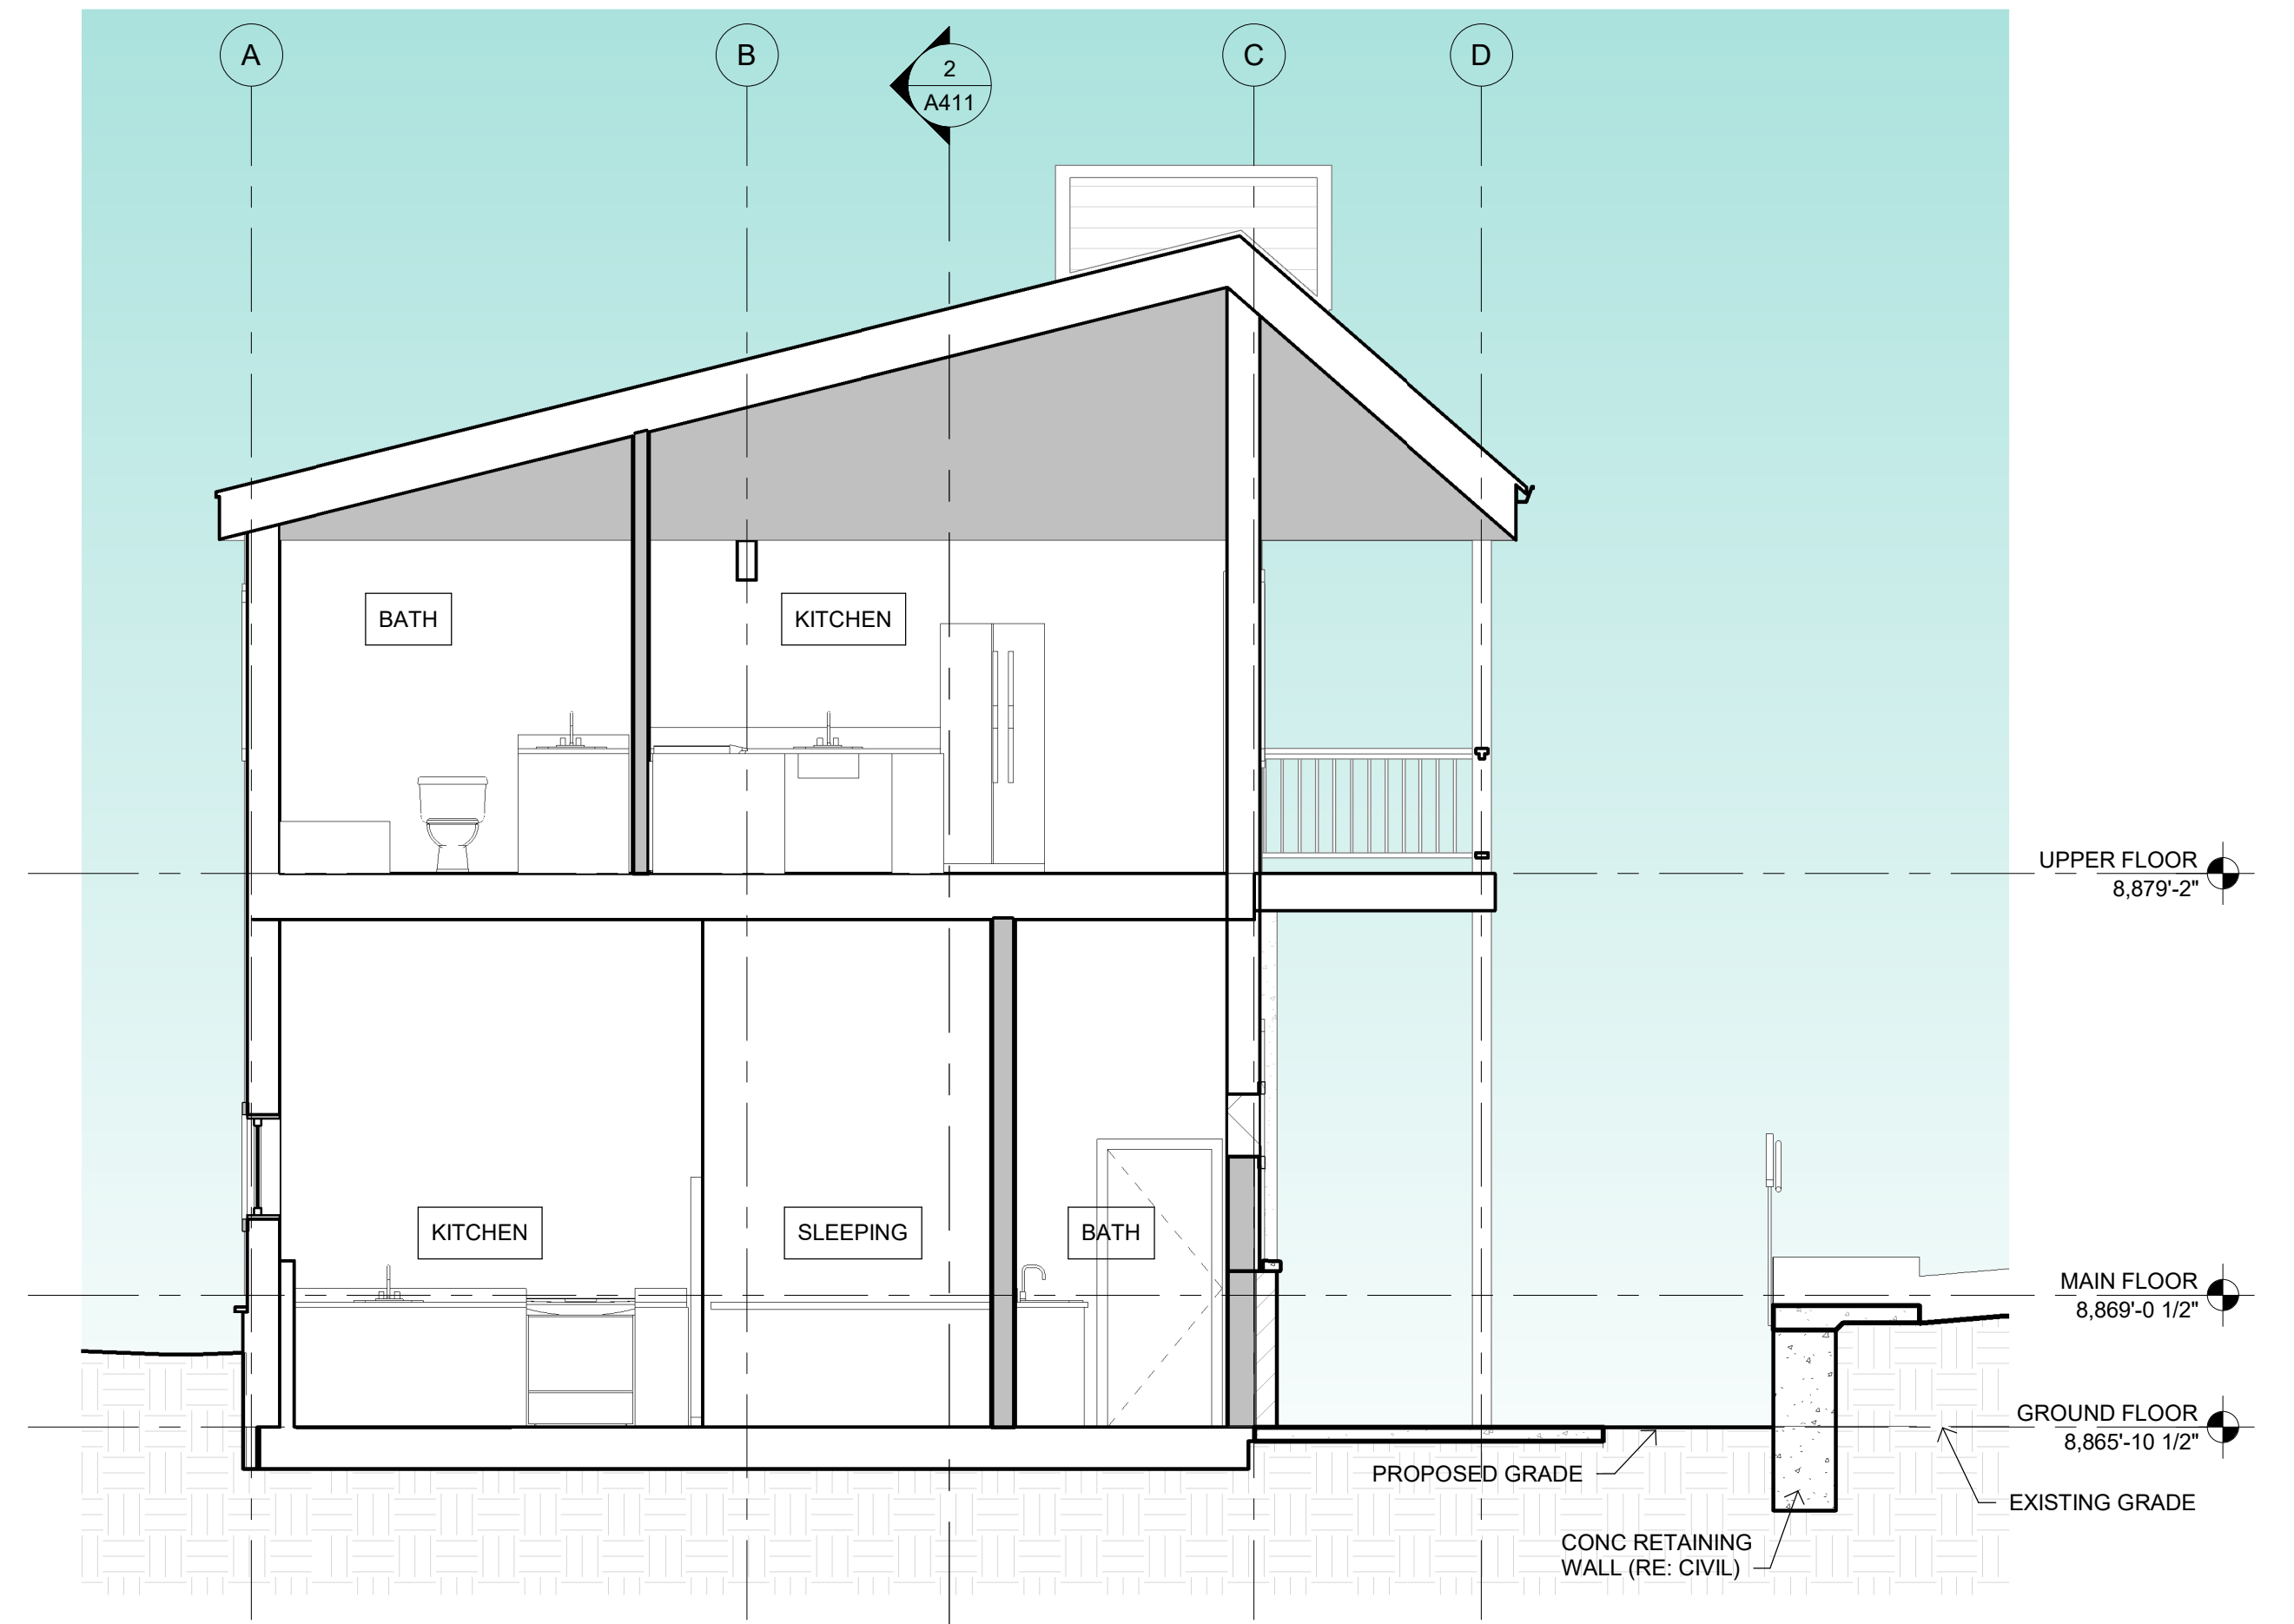 A
B
2
A411
C
D
BATH
KITCHEN
UPPER FLOOR
8,879'-2"
KITCHEN
SLEEPING
BATH
MAIN FLOOR
8,869'-0 1/2"
GROUND FLOOR
8,865'-10 1/2"
PROPOSED GRADE
EXISTING GRADE
CONC RETAINING
WALL (RE: CIVIL)